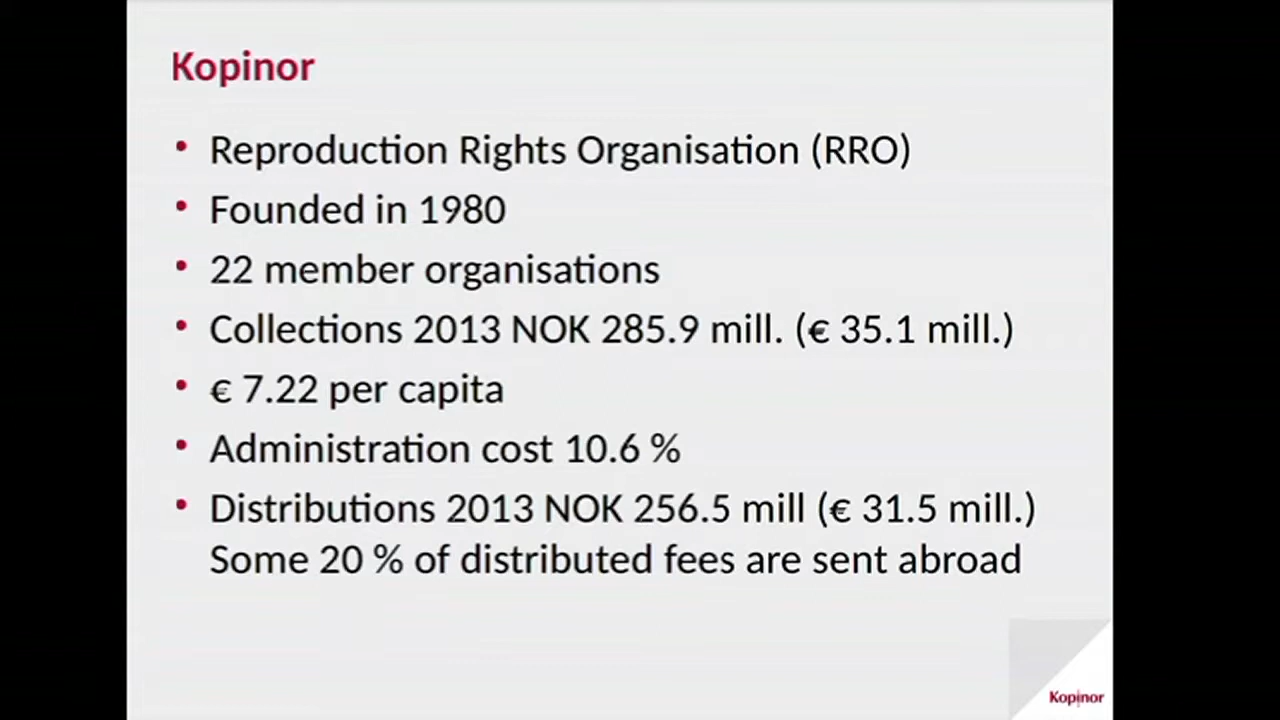 Kopinor
• Reproduction Rights Organisation (RRO)
• Founded in 1980
• 22 member organisations
• Collections 2013 NOK 285.9 mill. (€ 35.1 mill.)
• € 7.22 per capita
• Administration cost 10.6 %
• Distributions 2013 NOK 256.5 mill (€ 31.5 mill.)
Some 20 % of distributed fees are sent abroad
Kopinor